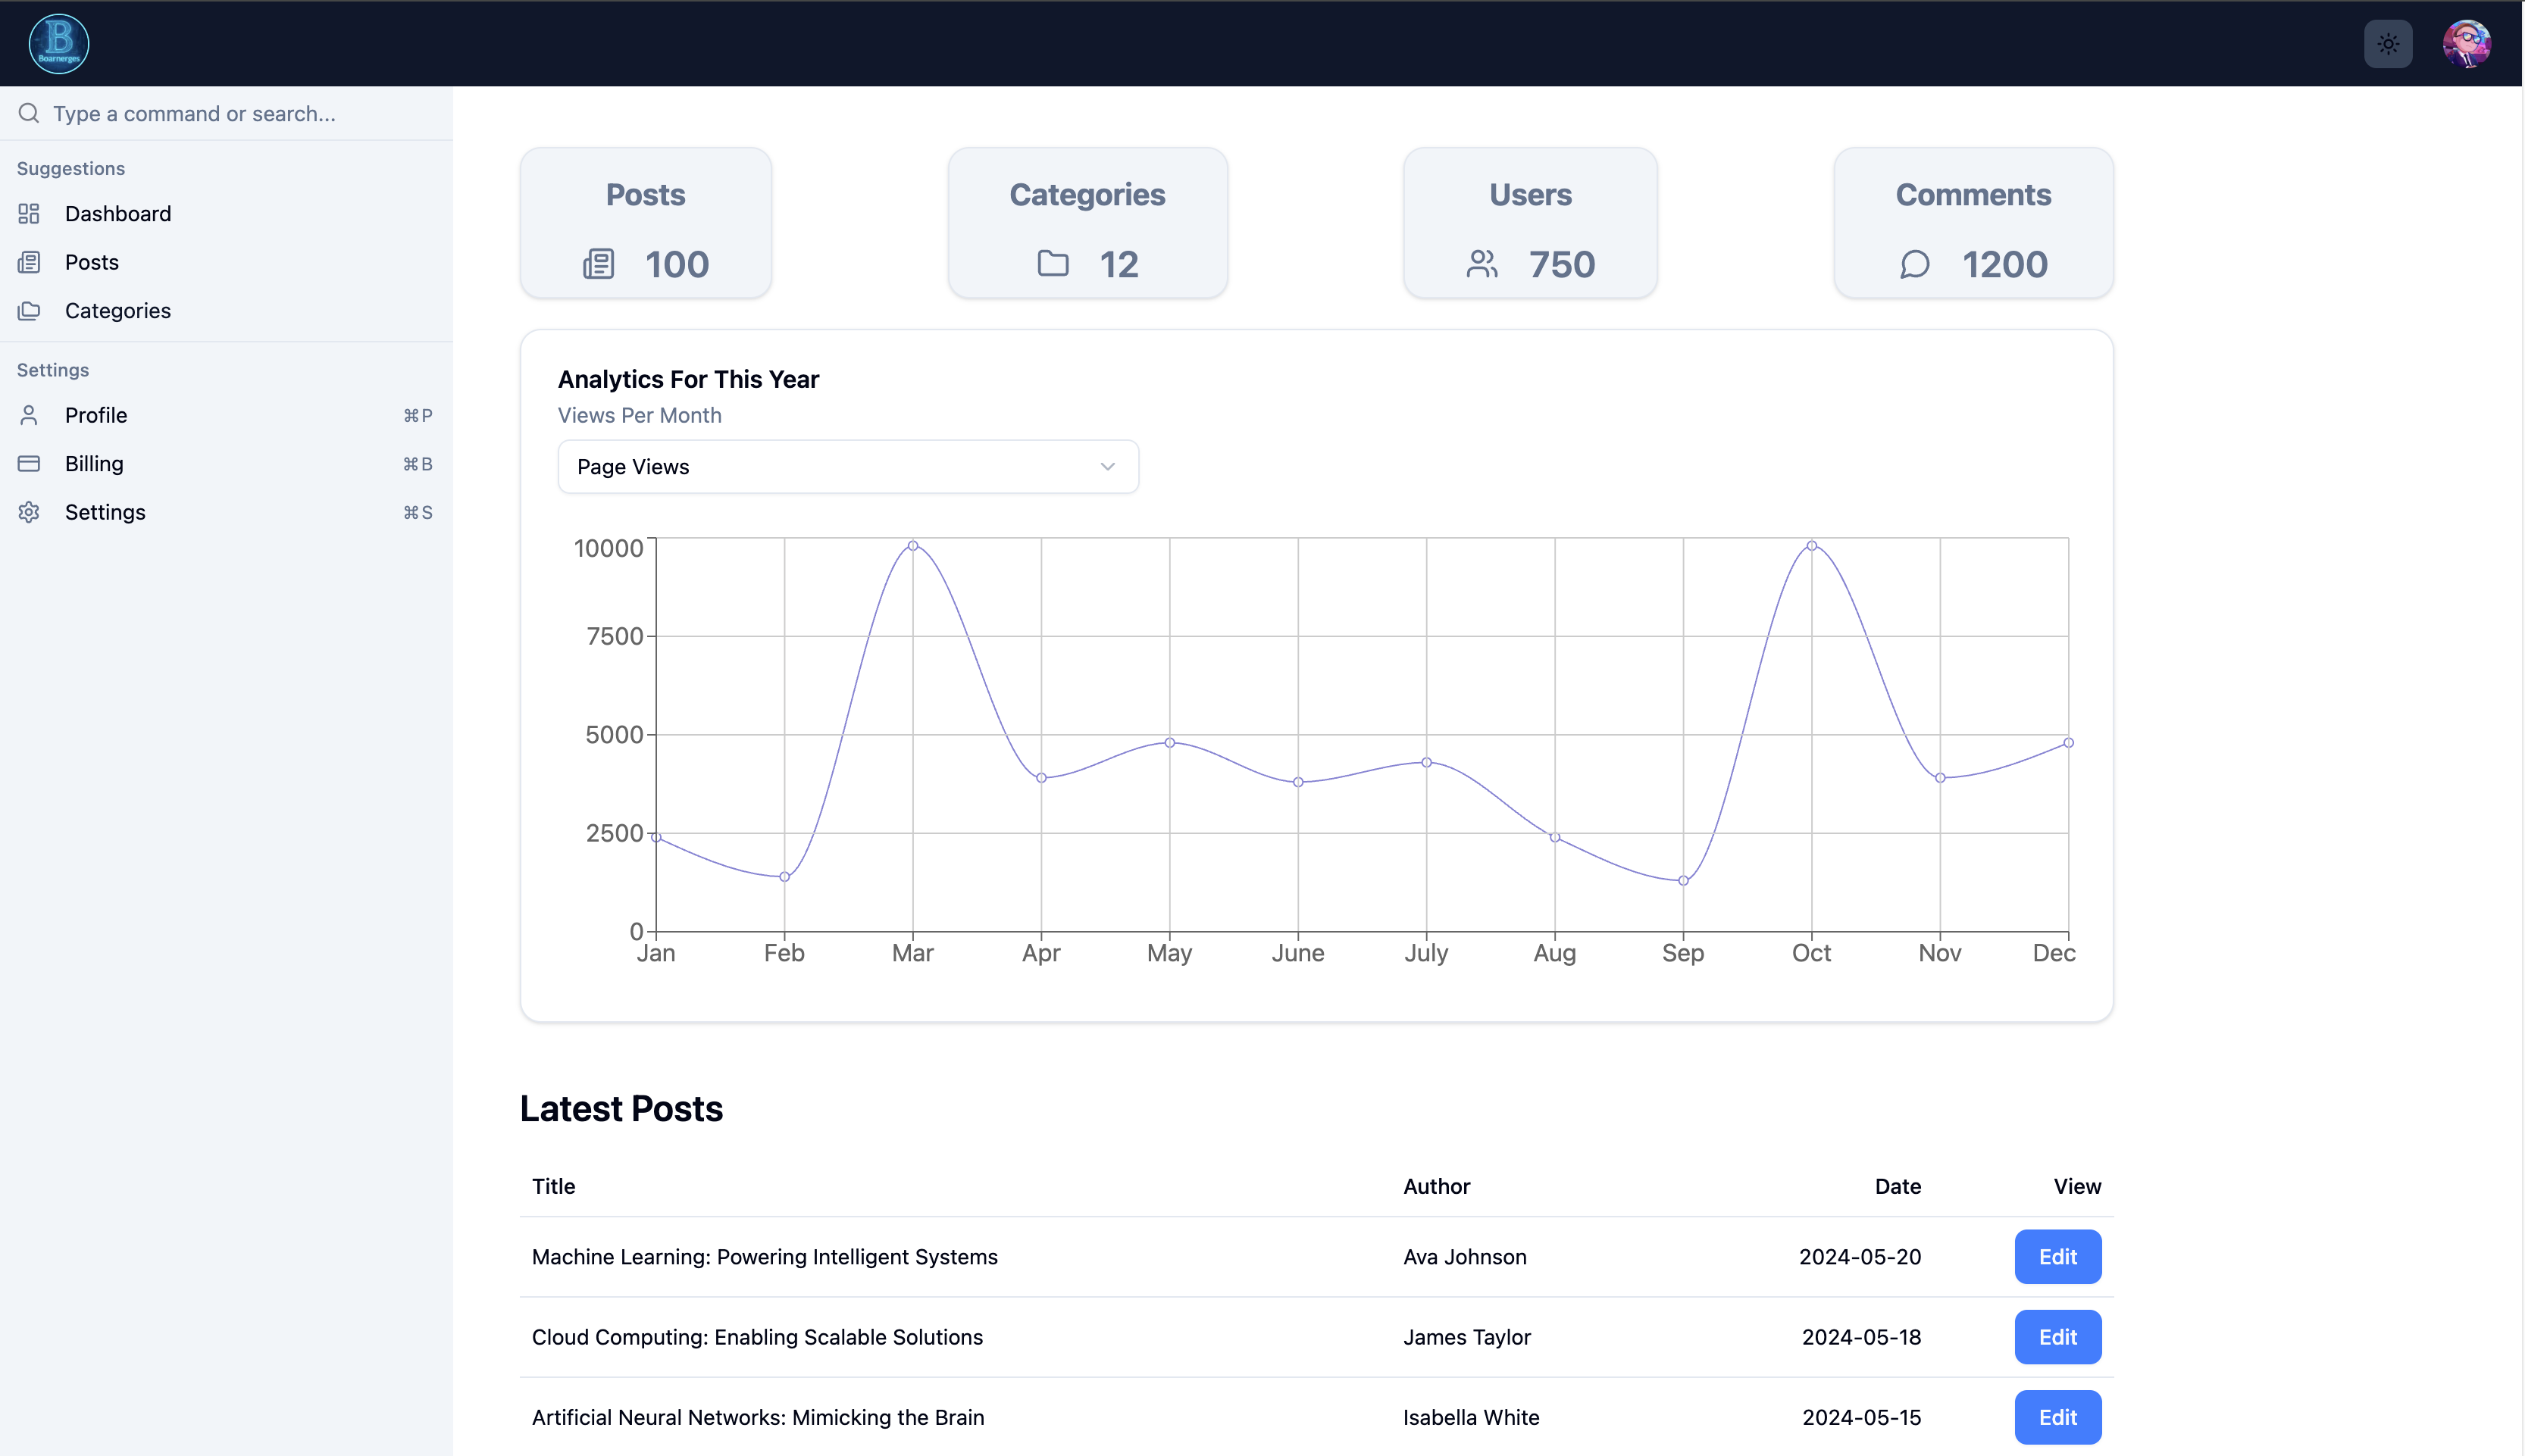 B
Boarnerges
Type a command or search...
Suggestions
Dashboard
Posts
Categories
Settings
Profile ⌘P
Billing ⌘B
Settings ⌘S
Posts
100
Categories
12
Users
750
Comments
1200
Analytics For This Year
Views Per Month
Page Views
10000
7500
5000
2500
0
Jan Feb Mar Apr May June July Aug Sep Oct Nov Dec
Latest Posts
Title Author Date View
Machine Learning: Powering Intelligent Systems Ava Johnson 2024-05-20 Edit
Cloud Computing: Enabling Scalable Solutions James Taylor 2024-05-18 Edit
Artificial Neural Networks: Mimicking the Brain Isabella White 2024-05-15 Edit